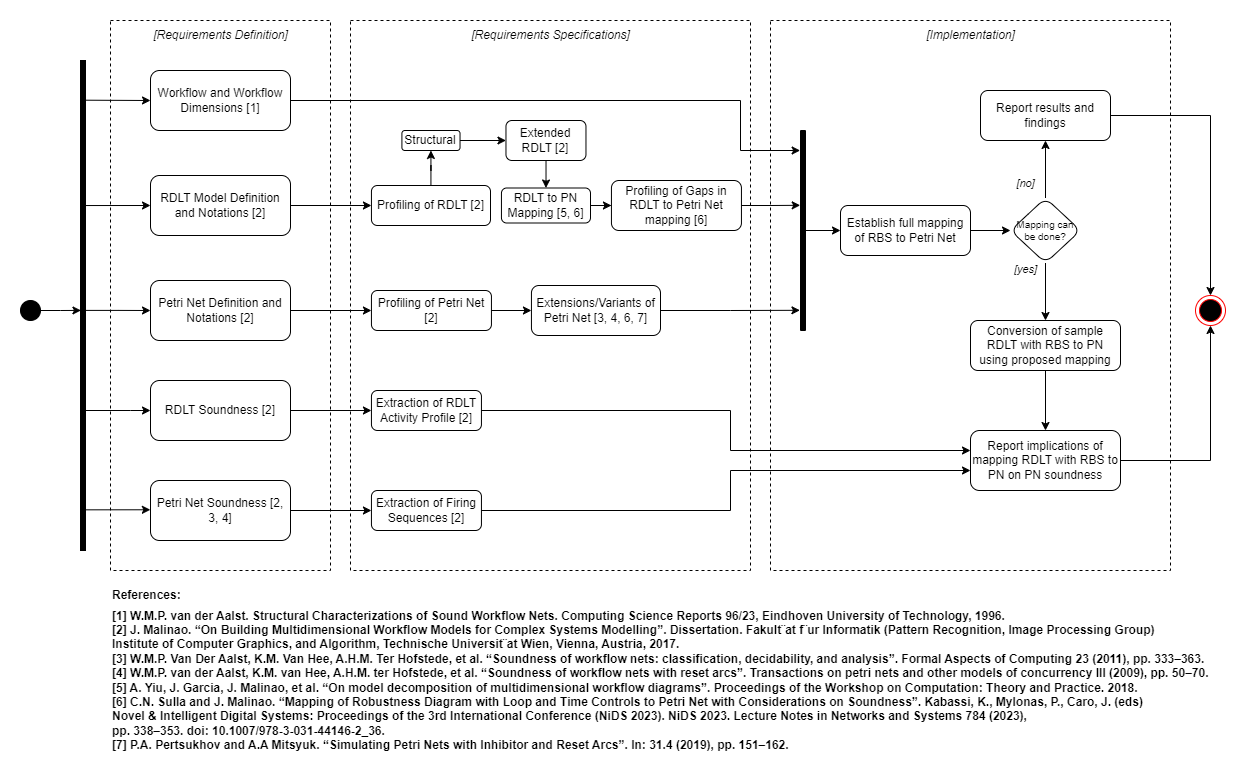 [Requirements Definition]
[Requirements Specifications]
[Implementation]
Workflow and Workflow
Dimensions [1]
RDLT Model Definition
and Notations [2]
Petri Net Definition and
Notations [2]
RDLT Soundness [2]
Petri Net Soundness [2,
3, 4]
Structural
Extended
RDLT [2]
Profiling of RDLT [2]
RDLT to PN
Mapping [5, 6]
Profiling of Gaps in
RDLT to Petri Net
mapping [6]
Profiling of Petri Net
[2]
Extensions/Variants of
Petri Net [3, 4, 6, 7]
Extraction of RDLT
Activity Profile [2]
Extraction of Firing
Sequences [2]
Report results and
findings
[no]
Establish full mapping
of RBS to Petri Net
Mapping can
be done?
[yes]
Conversion of sample
RDLT with RBS to PN
using proposed mapping
Report implications of
mapping RDLT with RBS to
PN on PN soundness
References:
[1] W.M.P. van der Aalst. Structural Characterizations of Sound Workflow Nets. Computing Science Reports 96/23, Eindhoven University of Technology, 1996.
[2] J. Malinao. “On Building Multidimensional Workflow Models for Complex Systems Modelling”. Dissertation. Fakult¨at f¨ur Informatik (Pattern Recognition, Image Processing Group)
Institute of Computer Graphics, and Algorithm, Technische Universit¨at Wien, Vienna, Austria, 2017.
[3] W.M.P. Van Der Aalst, K.M. Van Hee, A.H.M. Ter Hofstede, et al. “Soundness of workflow nets: classification, decidability, and analysis”. Formal Aspects of Computing 23 (2011), pp. 333–363.
[4] W.M.P. van der Aalst, K.M. van Hee, A.H.M. ter Hofstede, et al. “Soundness of workflow nets with reset arcs”. Transactions on petri nets and other models of concurrency III (2009), pp. 50–70.
[5] A. Yiu, J. Garcia, J. Malinao, et al. “On model decomposition of multidimensional workflow diagrams”. Proceedings of the Workshop on Computation: Theory and Practice. 2018.
[6] C.N. Sulla and J. Malinao. “Mapping of Robustness Diagram with Loop and Time Controls to Petri Net with Considerations on Soundness”. Kabassi, K., Mylonas, P., Caro, J. (eds)
Novel & Intelligent Digital Systems: Proceedings of the 3rd International Conference (NiDS 2023). NiDS 2023. Lecture Notes in Networks and Systems 784 (2023),
pp. 338–353. doi: 10.1007/978-3-031-44146-2_36.
[7] P.A. Pertsukhov and A.A Mitsyuk. “Simulating Petri Nets with Inhibitor and Reset Arcs”. In: 31.4 (2019), pp. 151–162.